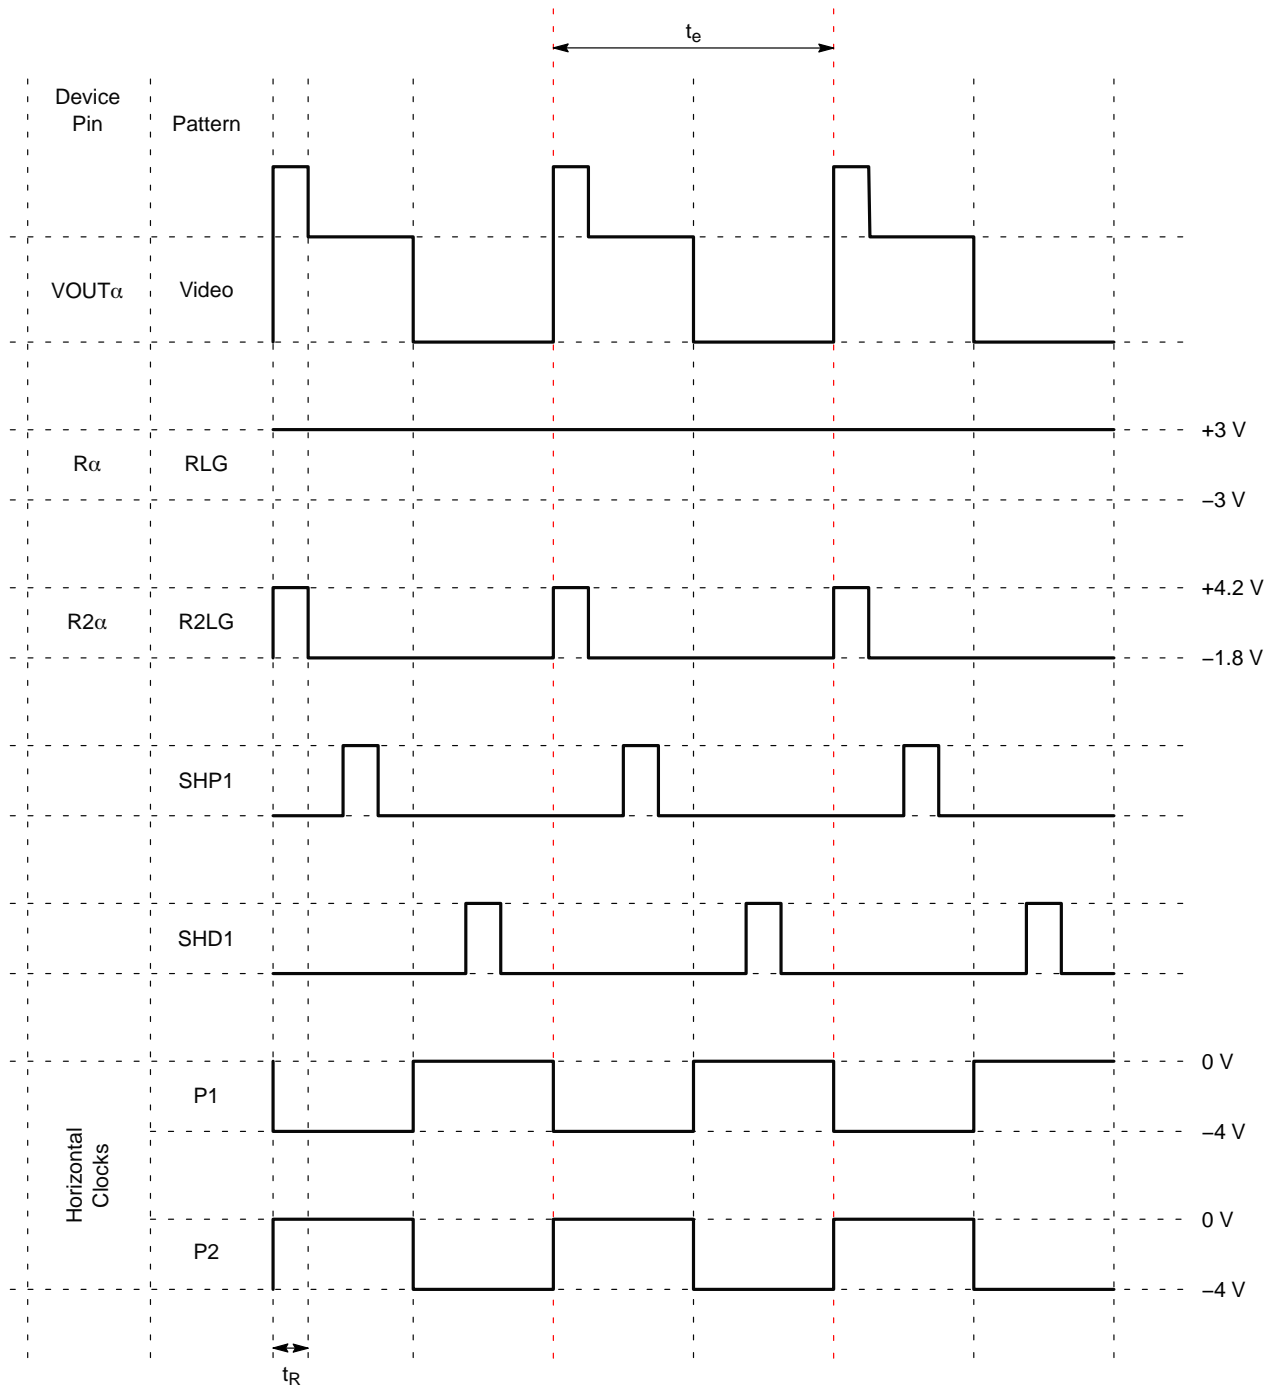 te
Device
Pin
Pattern
VOUTα
Video
+3 V
Rα
RLG
−3 V
+4.2 V
R2α
R2LG
−1.8 V
SHP1
SHD1
0 V
P1
−4 V
Horizontal
Clocks
0 V
P2
−4 V
tR